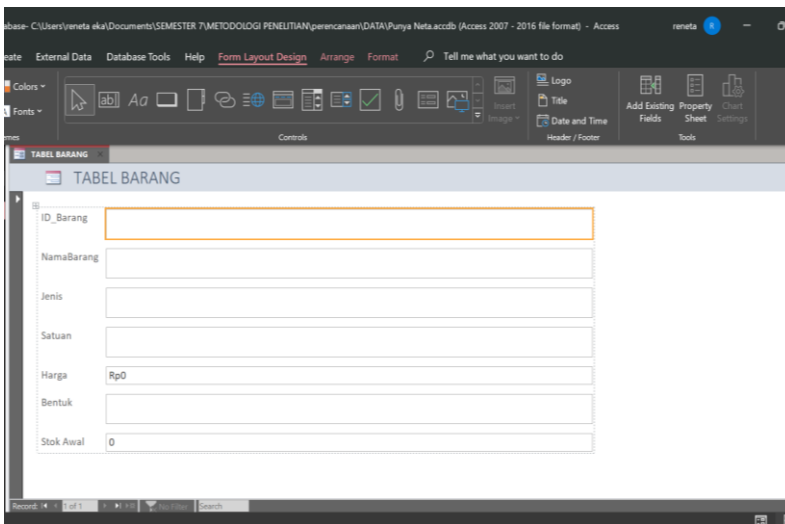 abase- C:\Users\reneta eka\Documents\SEMESTER 7\METODOLOGI PENELITIAN\perencanaan\DATA\Punya Neta.accdb (Access 2007 - 2016 file format) - Access reneta R
eate External Data Database Tools Help Form Layout Design Arrange Format Tell me what you want to do
Colors
Fonts
mes
ab Aa
Insert
Image
Controls
Logo
Title
Date and Time
Header / Footer
Add Existing
Fields
Property
Sheet
Chart
Settings
Tools
TABEL BARANG
TABEL BARANG
ID_Barang
NamaBarang
Jenis
Satuan
Harga Rp0
Bentuk
Stok Awal 0
Record: 1 of 1 No Filter Search